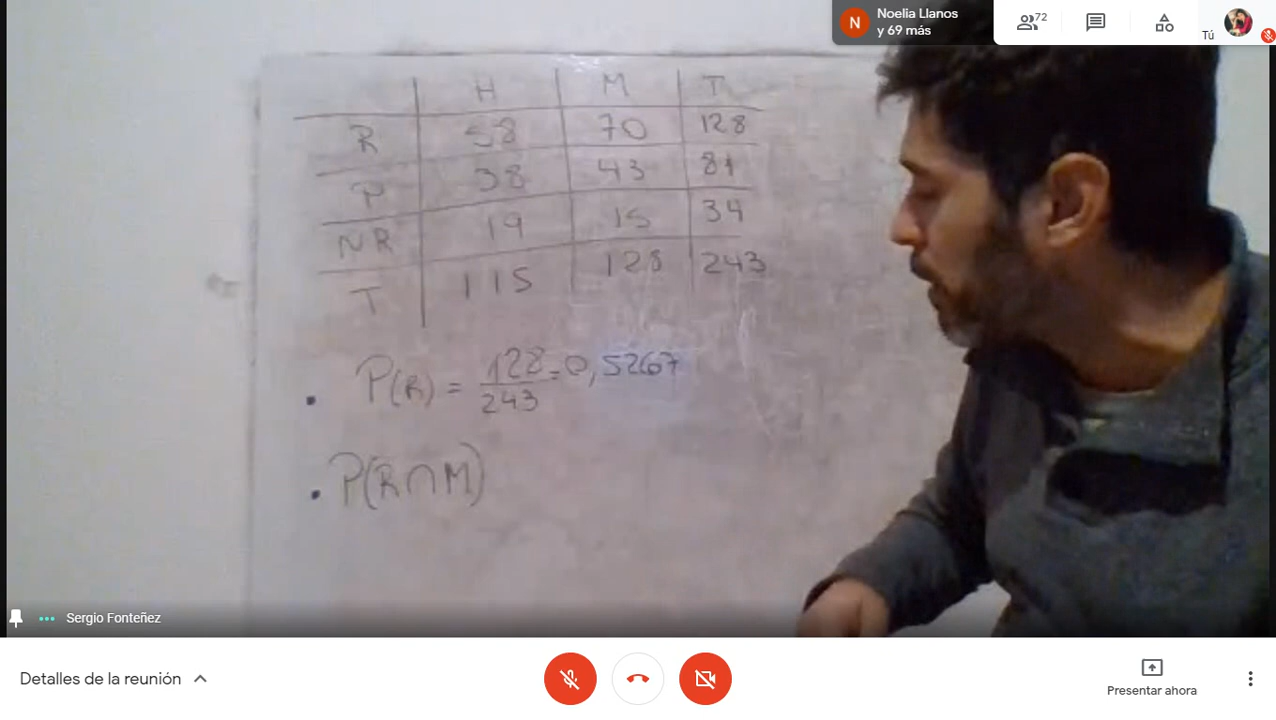 Noelia Llanos
N
y 69 más
72
Tú
H M T
R 58 70 128
P 38 43 81
NR 19 15 34
T 115 128 243
• P(R) = 128/243 = 0,5267
• P(R∩M)
Sergio Fonteñez
Detalles de la reunión
Presentar ahora